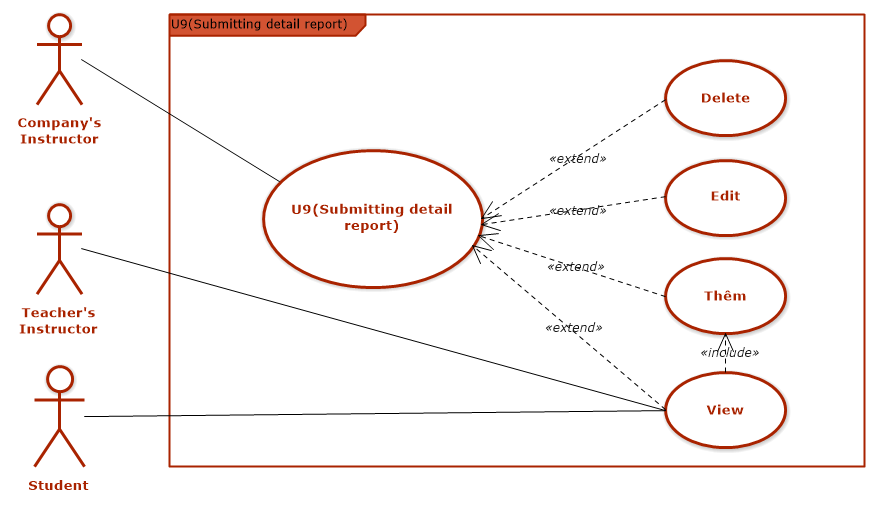 U9(Submitting detail report)
Company's
Instructor
Delete
«extend»
Edit
U9(Submitting detail
report)
«extend»
Teacher's
Instructor
«extend»
Thêm
«extend»
«include»
View
Student